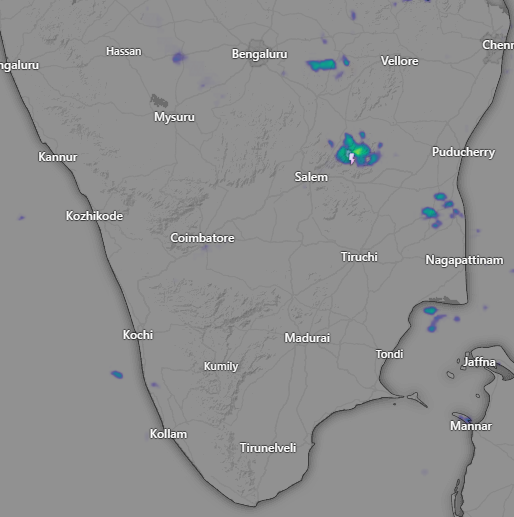 Chenn
Hassan
Bengaluru
Vellore
ngaluru
Mysuru
Kannur
Puducherry
Salem
Kozhikode
Coimbatore
Tiruchi
Nagapattinam
Kochi
Madurai
Tondi
Kumily
Jaffna
Mannar
Kollam
Tirunelveli